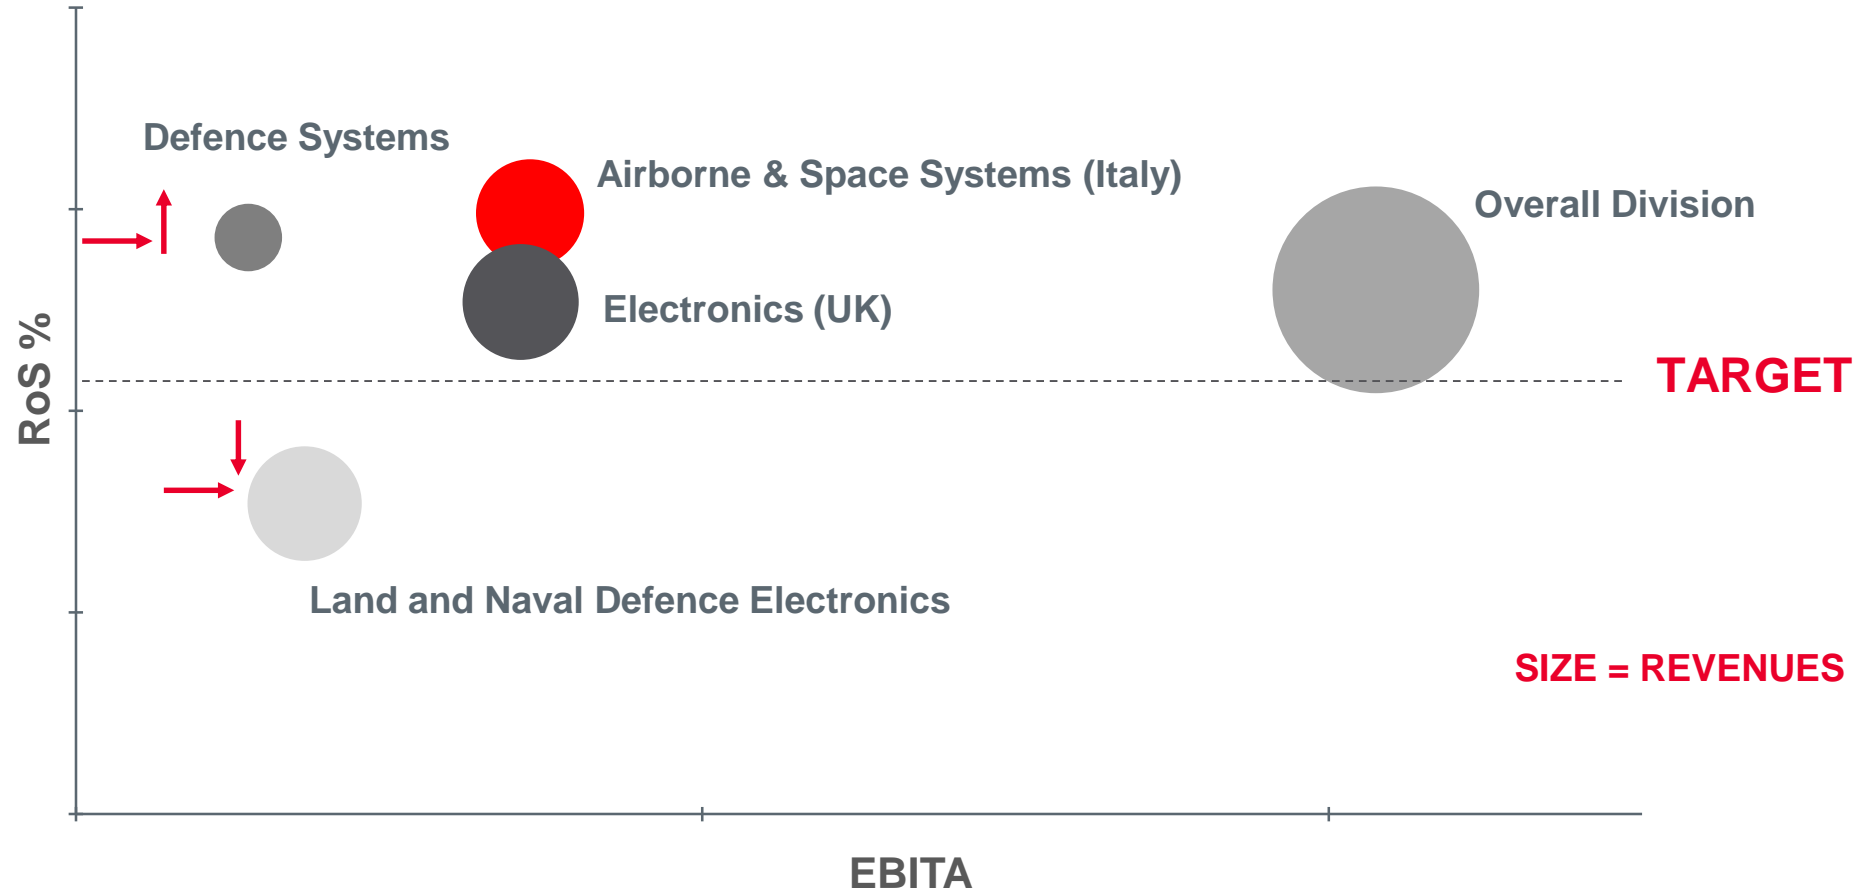 Defence Systems
Airborne & Space Systems (Italy)
Overall Division
Electronics (UK)
RoS %
TARGET
Land and Naval Defence Electronics
SIZE = REVENUES
EBITA